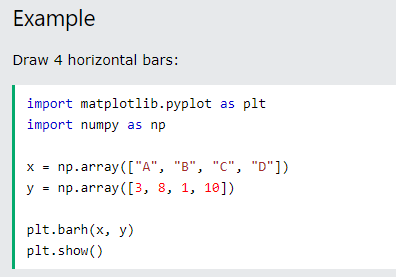 Example
Draw 4 horizontal bars:
import matplotlib.pyplot as plt
import numpy as np
x = np.array(["A", "B", "C", "D"])
y = np.array([3, 8, 1, 10])
plt.barh(x, y)
plt.show()